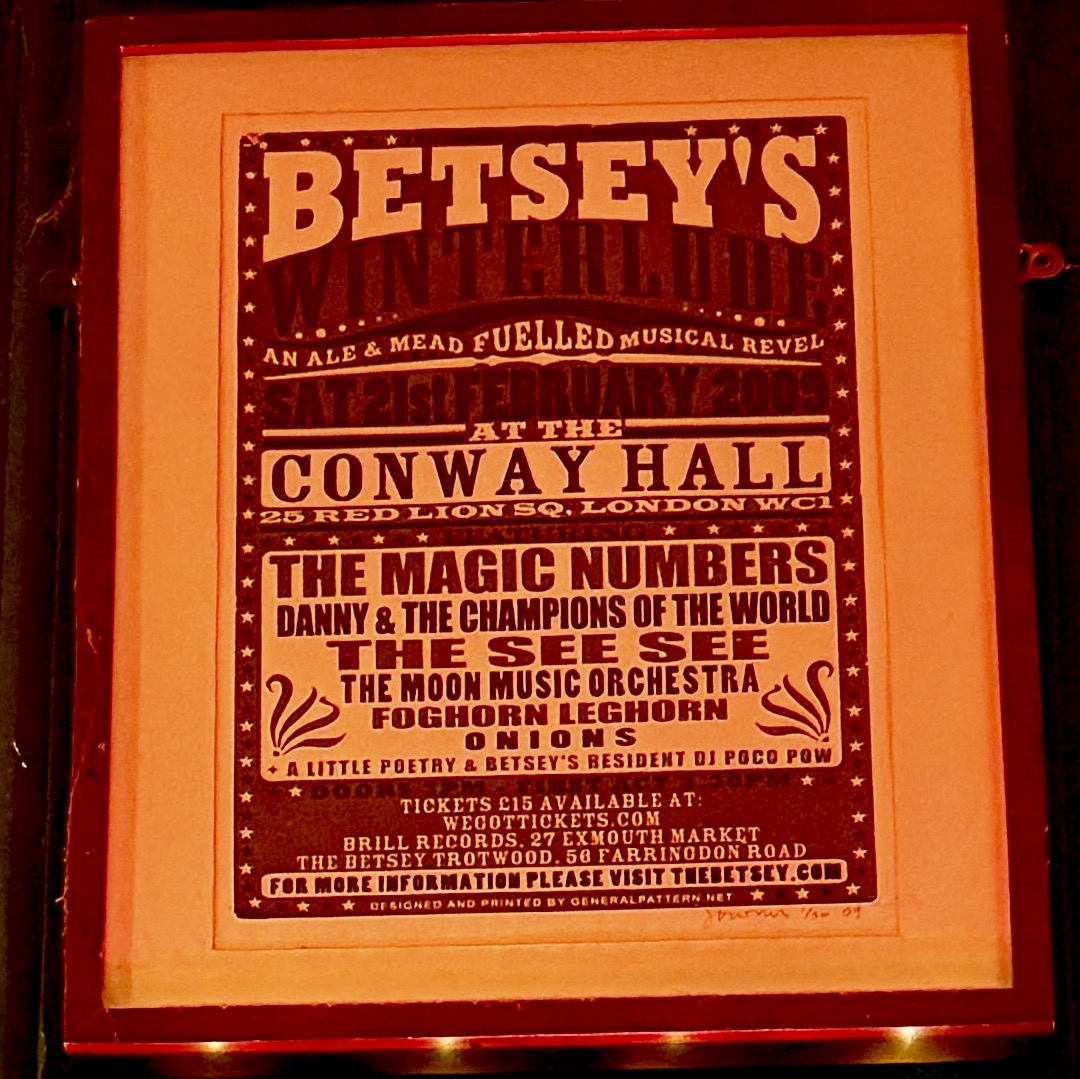 BETSEY'S
WINTERLUDE
AN ALE & MEAD FUELLED MUSICAL REVEL
SAT 21st FEBRUARY 2009
AT THE
CONWAY HALL
25 RED LION SQ. LONDON WC1
THE MAGIC NUMBERS
DANNY & THE CHAMPIONS OF THE WORLD
THE SEE SEE
THE MOON MUSIC ORCHESTRA
FOGHORN LEGHORN
ONIONS
+ A LITTLE POETRY & BETSEY'S RESIDENT DJ POCO POW
TICKETS £15 AVAILABLE AT:
WEGOTTICKETS.COM
BRILL RECORDS, 27 EXMOUTH MARKET
THE BETSEY TROTWOOD, 56 FARRINGDON ROAD
FOR MORE INFORMATION PLEASE VISIT THEBETSEY.COM
DESIGNED AND PRINTED BY GENERALPATTERN.NET